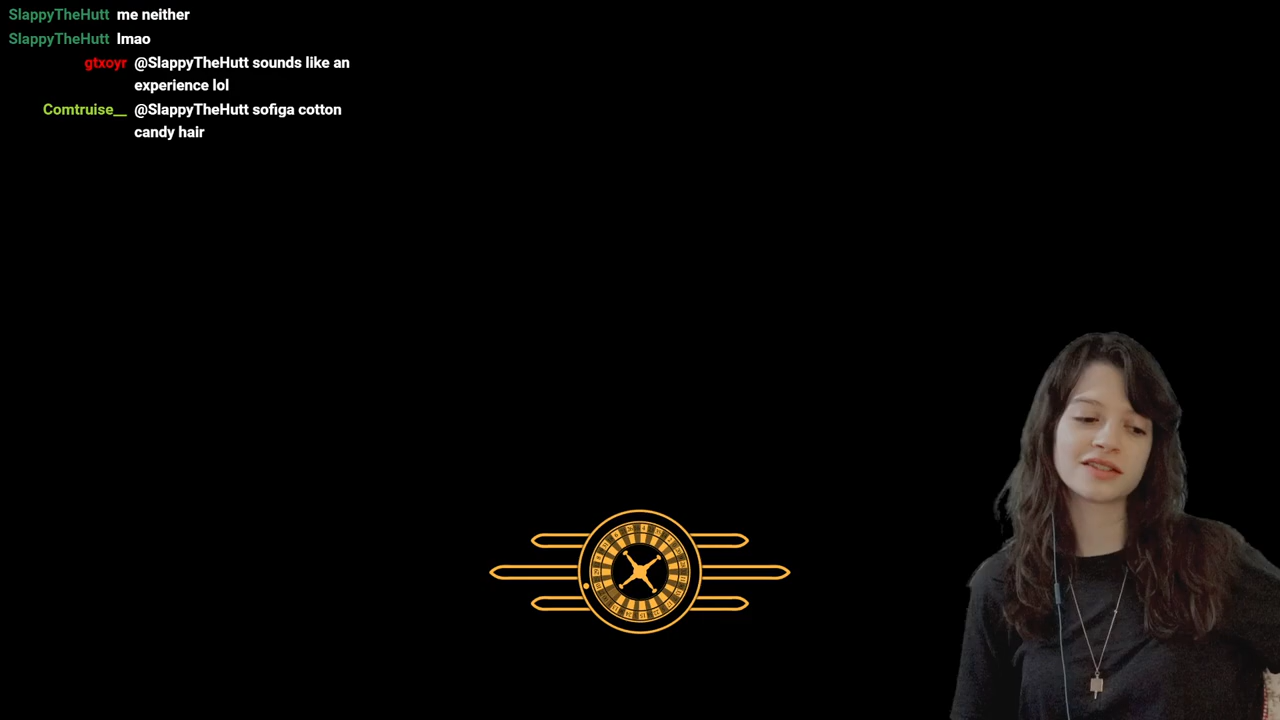 SlappyTheHutt me neither
SlappyTheHutt lmao
gtxoyr @SlappyTheHutt sounds like an
experience lol
Comtruise__ @SlappyTheHutt sofiga cotton
candy hair